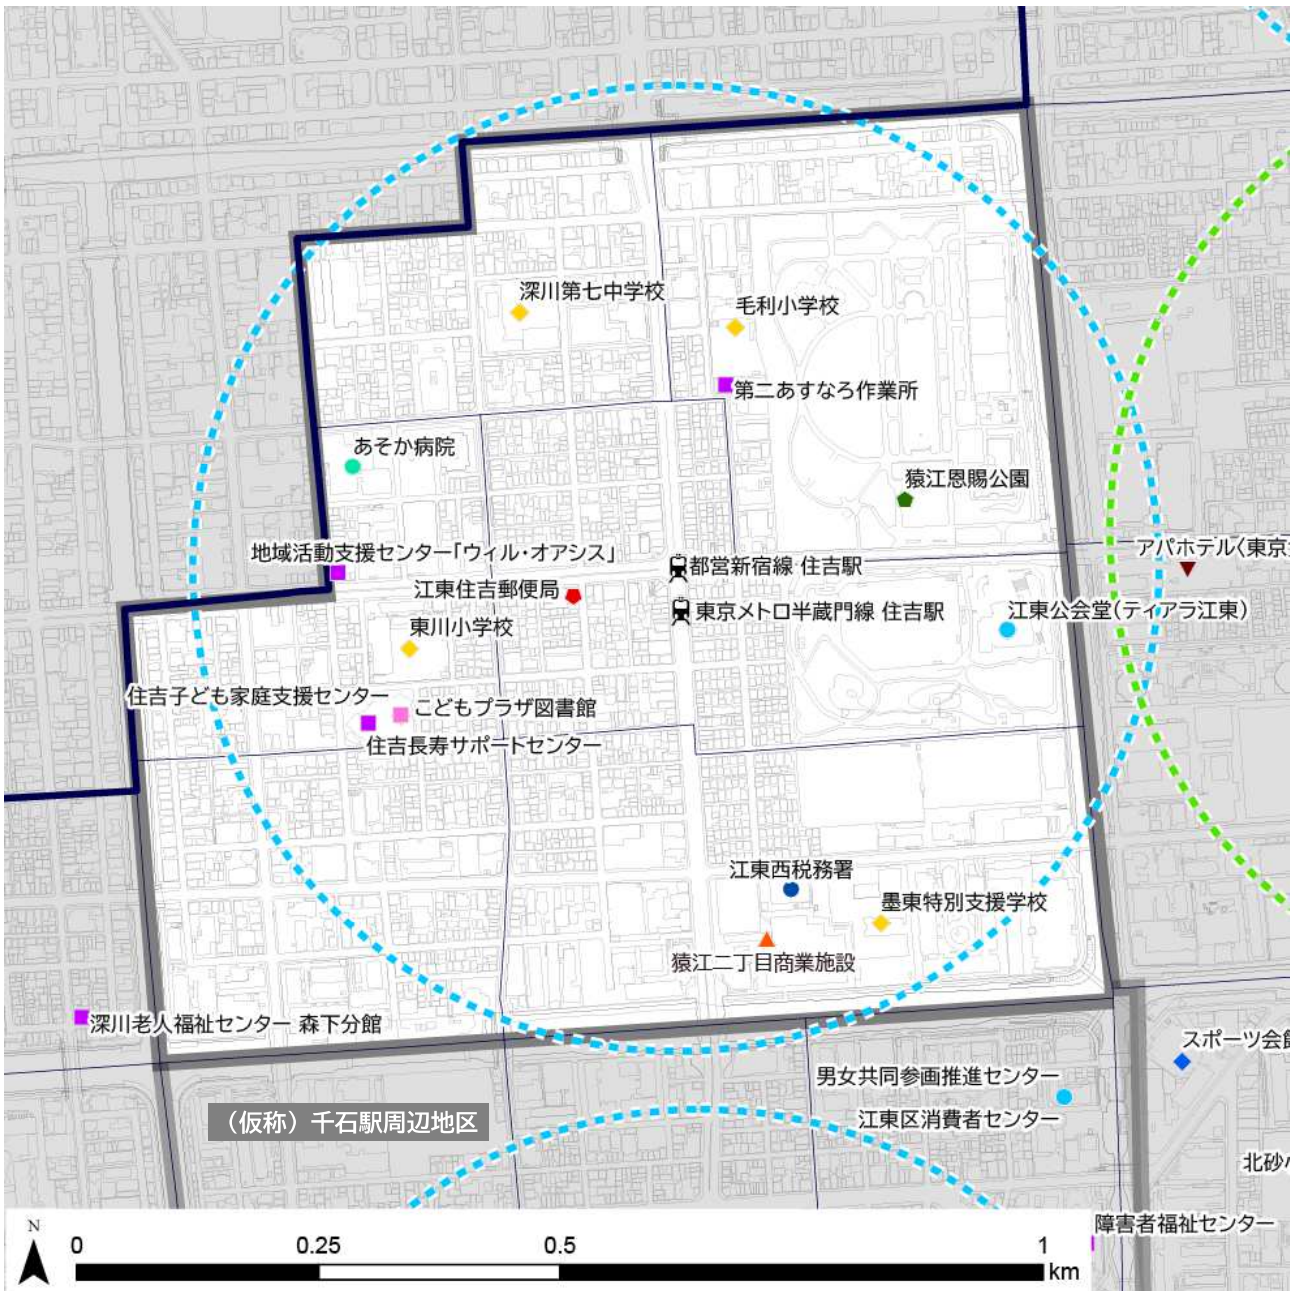 深川第七中学校
毛利小学校
第二あすなろ作業所
あそか病院
猿江恩賜公園
地域活動支援センター「ウィル・オアシス」
都営新宿線 住吉駅
アパホテル〈東京
江東住吉郵便局
東京メトロ半蔵門線 住吉駅
江東公会堂(ティアラ江東)
東川小学校
住吉子ども家庭支援センター
こどもプラザ図書館
住吉長寿サポートセンター
江東西税務署
墨東特別支援学校
猿江二丁目商業施設
深川老人福祉センター 森下分館
スポーツ会館
男女共同参画推進センター
（仮称）千石駅周辺地区
江東区消費者センター
北砂
障害者福祉センター
N
0 0.25 0.5 1
km